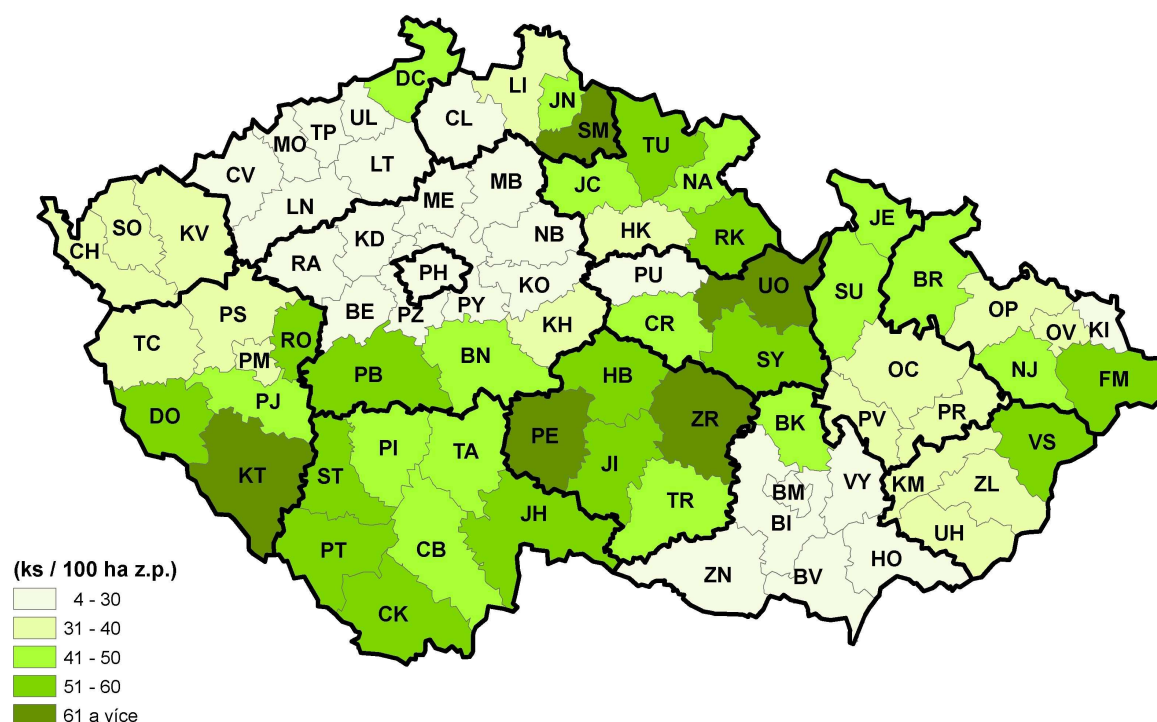 DC
LI
JN
UL
CL
SM
TP
MO
TU
LT
CV
MB
JC
NA
LN
ME
SO
KV
KD
NB
HK
RK
JE
CH
RA
PH
KO
PU
UO
SU
BR
PS
BE
PZ
PY
OP
OV
KI
TC
RO
KH
CR
PM
BN
SY
OC
NJ
FM
PB
HB
DO
PJ
PE
ZR
BK
PV
PR
VS
KT
ST
PI
TA
JI
BM
VY
KM
ZL
TR
BI
JH
UH
PT
CB
HO
ZN
BV
CK
(ks / 100 ha z.p.)
4 - 30
31 - 40
41 - 50
51 - 60
61 a více